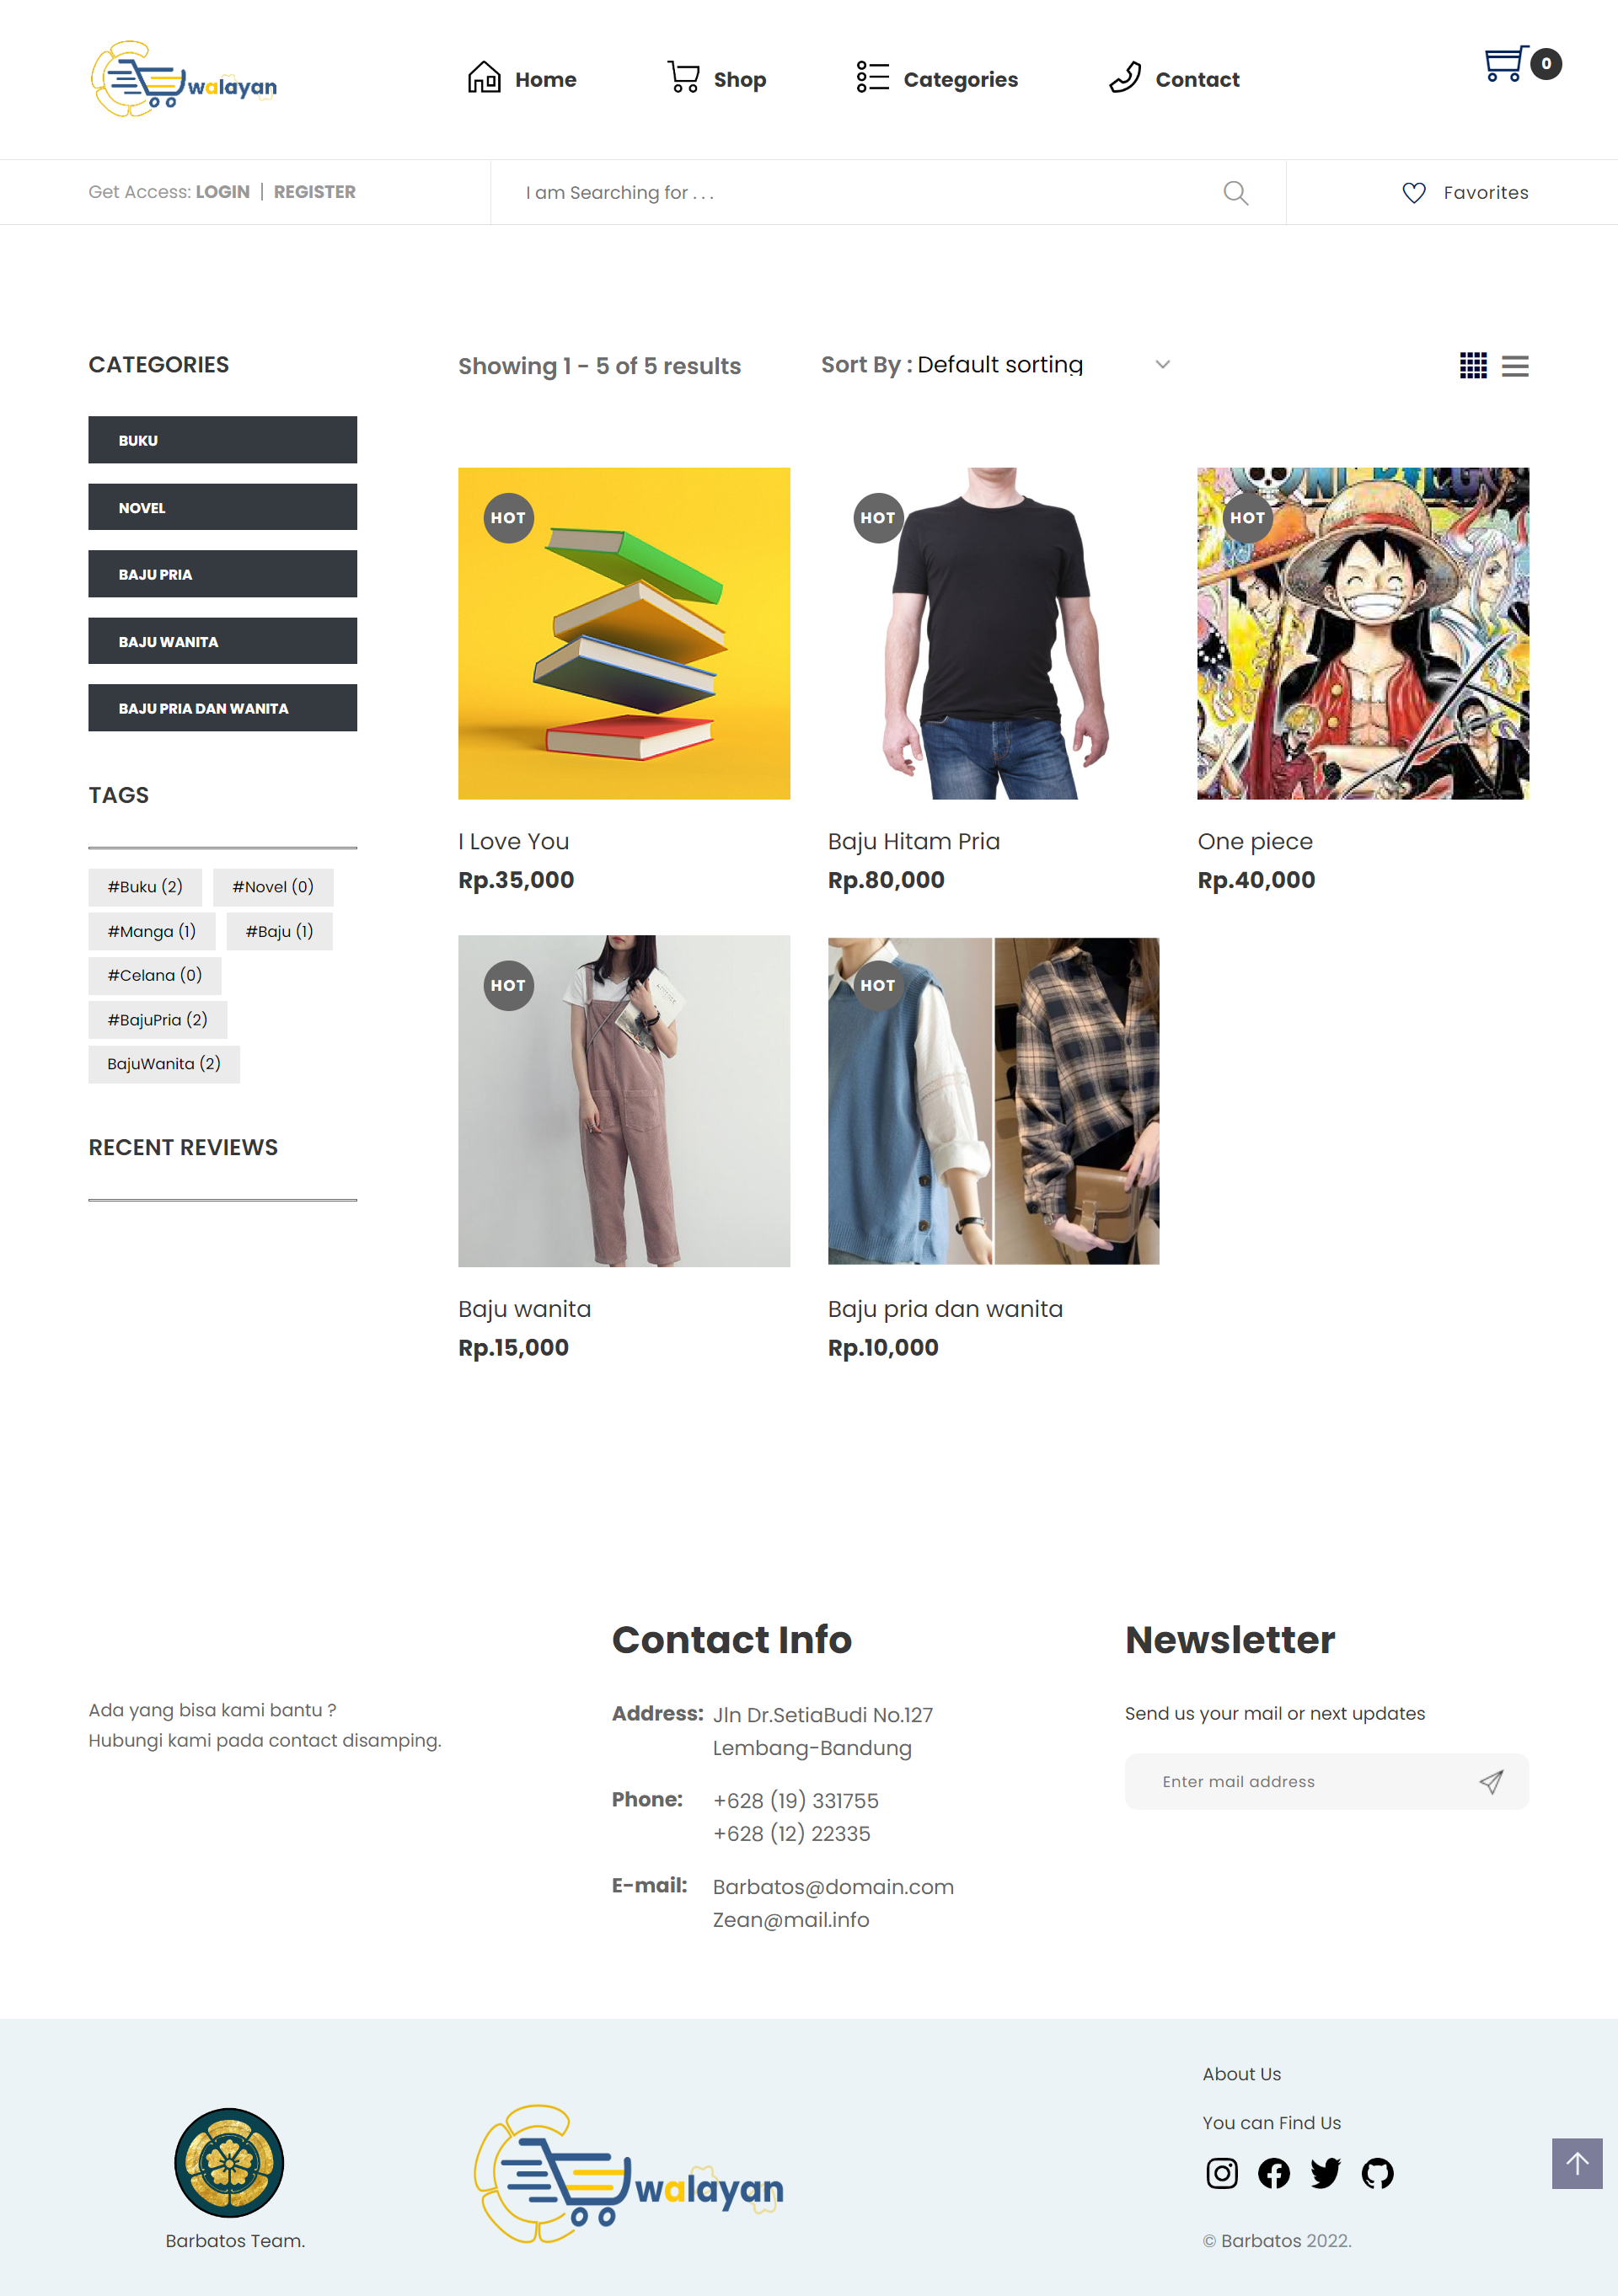 walayan
Home
Shop
Categories
Contact
0
Get Access: LOGIN | REGISTER
I am Searching for . . .
Favorites
CATEGORIES
BUKU
NOVEL
BAJU PRIA
BAJU WANITA
BAJU PRIA DAN WANITA
TAGS
#Buku (2)
#Novel (0)
#Manga (1)
#Baju (1)
#Celana (0)
#BajuPria (2)
BajuWanita (2)
RECENT REVIEWS
Showing 1 - 5 of 5 results
Sort By : Default sorting
HOT
I Love You
Rp.35,000
HOT
Baju Hitam Pria
Rp.80,000
HOT
One piece
Rp.40,000
HOT
Baju wanita
Rp.15,000
HOT
Baju pria dan wanita
Rp.10,000
Ada yang bisa kami bantu ?
Hubungi kami pada contact disamping.
Contact Info
Address: Jln Dr.SetiaBudi No.127
Lembang-Bandung
Phone: +628 (19) 331755
+628 (12) 22335
E-mail: Barbatos@domain.com
Zean@mail.info
Newsletter
Send us your mail or next updates
Enter mail address
Barbatos Team.
walayan
About Us
You can Find Us
© Barbatos 2022.